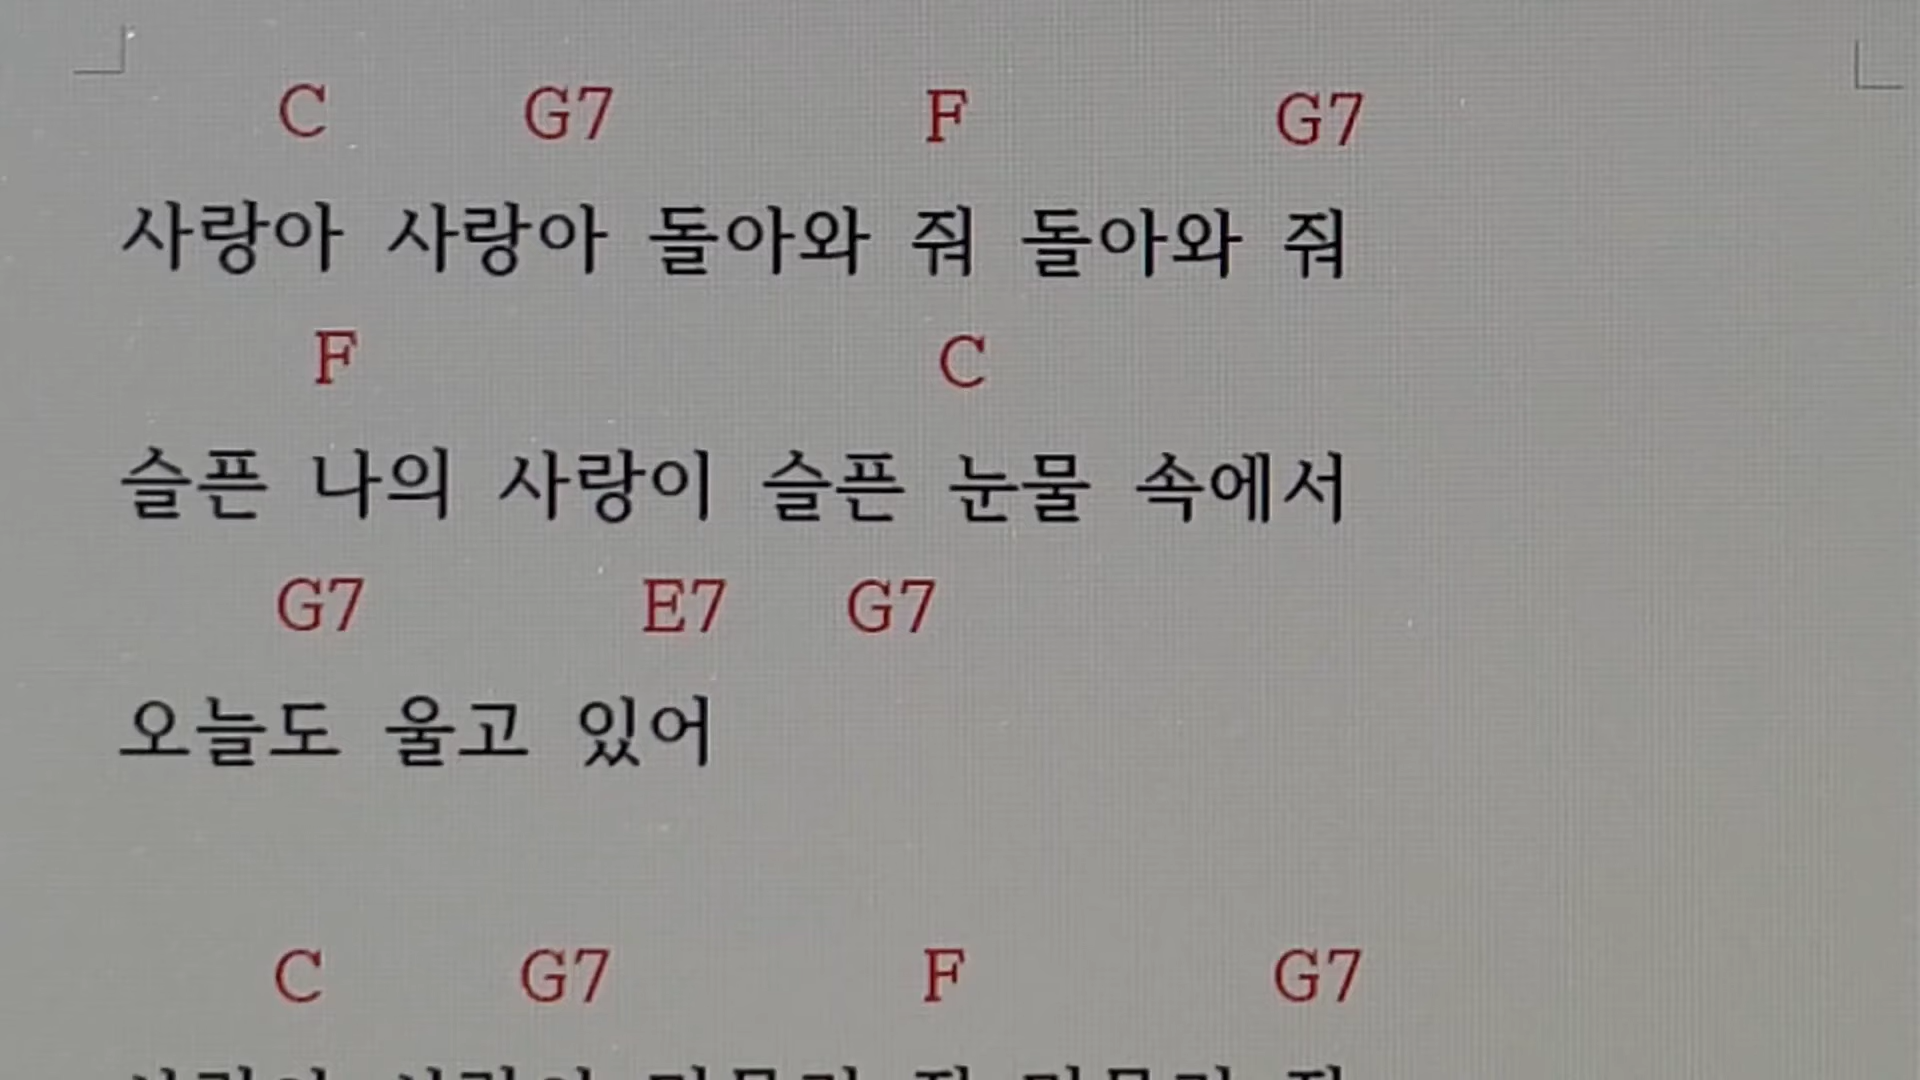 C G7 F G7
사랑아 사랑아 돌아와 줘 돌아와 줘
F C
슬픈 나의 사랑이 슬픈 눈물 속에서
G7 E7 G7
오늘도 울고 있어
C G7 F G7